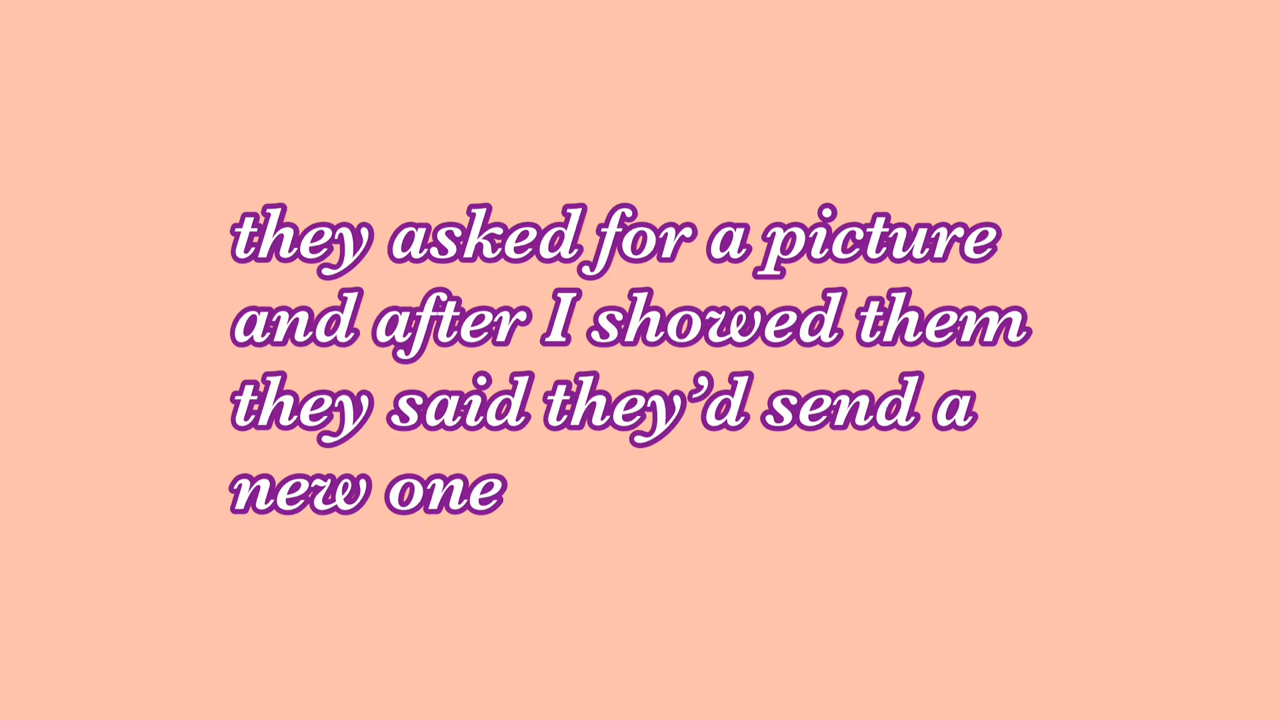 they asked for a picture
and after I showed them
they said they’d send a
new one